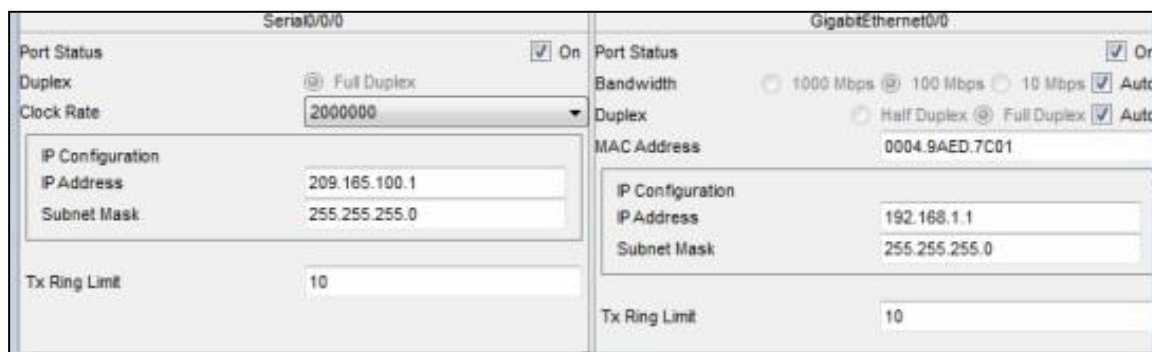 Serial0/0/0
Port Status On
Duplex Full Duplex
Clock Rate 2000000
IP Configuration
IP Address 209.165.100.1
Subnet Mask 255.255.255.0
Tx Ring Limit 10
GigabitEthernet0/0
Port Status On
Bandwidth 1000 Mbps 100 Mbps 10 Mbps Auto
Duplex Half Duplex Full Duplex Auto
MAC Address 0004.9AED.7C01
IP Configuration
IP Address 192.168.1.1
Subnet Mask 255.255.255.0
Tx Ring Limit 10